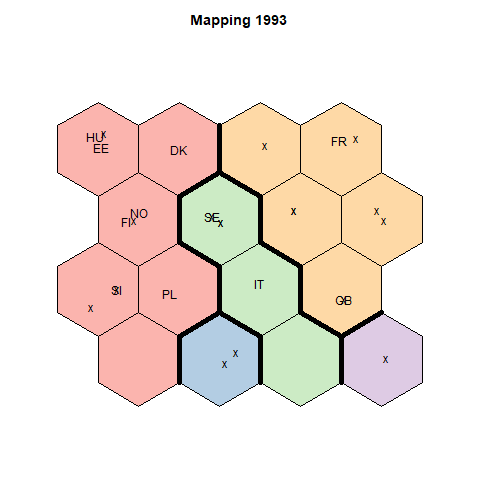 Mapping 1993
HU x
EE
DK
x
FR x
NO
FI x
SE x
x
x
x
SI x
x
PL
IT
GB x
x
x
x